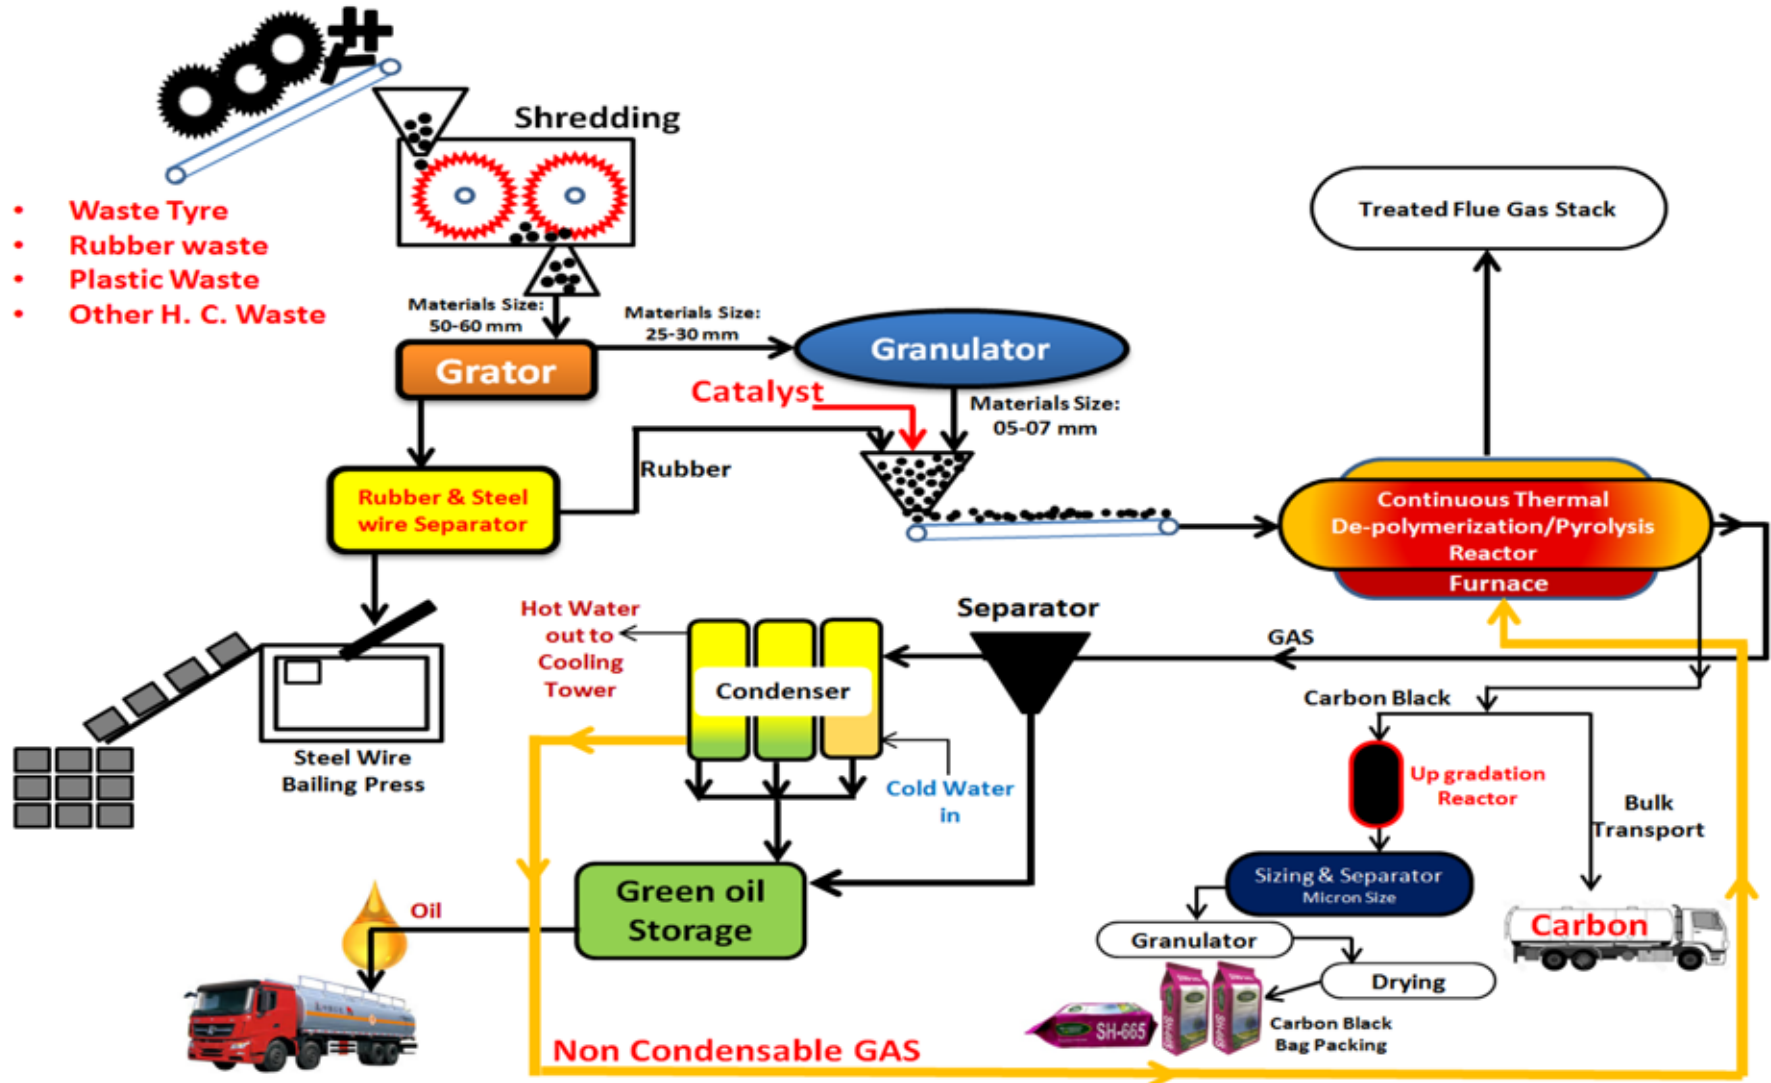 Shredding
• Waste Tyre
• Rubber waste
• Plastic Waste
• Other H. C. Waste
Materials Size:
50-60 mm
Materials Size:
25-30 mm
Grator
Granulator
Catalyst
Materials Size:
05-07 mm
Rubber
Rubber & Steel
wire Separator
Treated Flue Gas Stack
Continuous Thermal
De-polymerization/Pyrolysis
Reactor
Furnace
Steel Wire
Bailing Press
Hot Water
out to
Cooling
Tower
Separator
GAS
Condenser
Cold Water
in
Carbon Black
Up gradation
Reactor
Bulk
Transport
Green oil
Storage
Oil
Sizing & Separator
Micron Size
Granulator
Drying
Carbon
SH-665
Carbon Black
Bag Packing
Non Condensable GAS